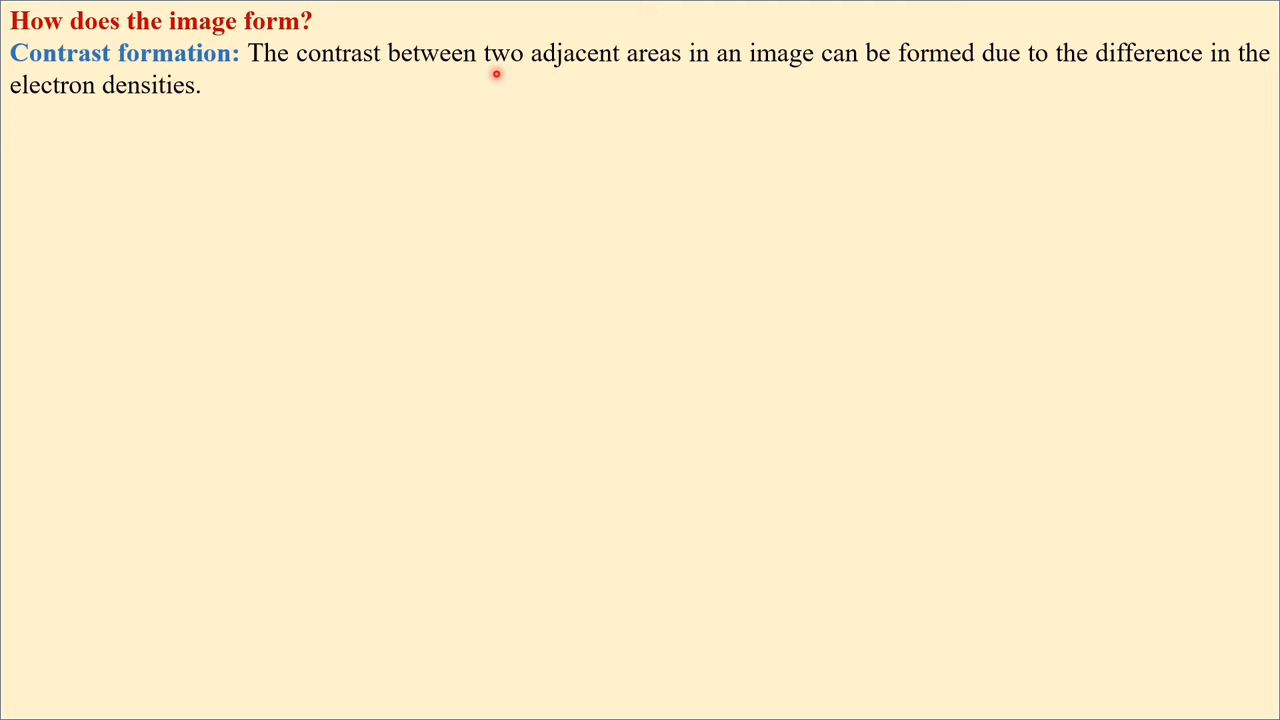 How does the image form?
Contrast formation: The contrast between two adjacent areas in an image can be formed due to the difference in the
electron densities.